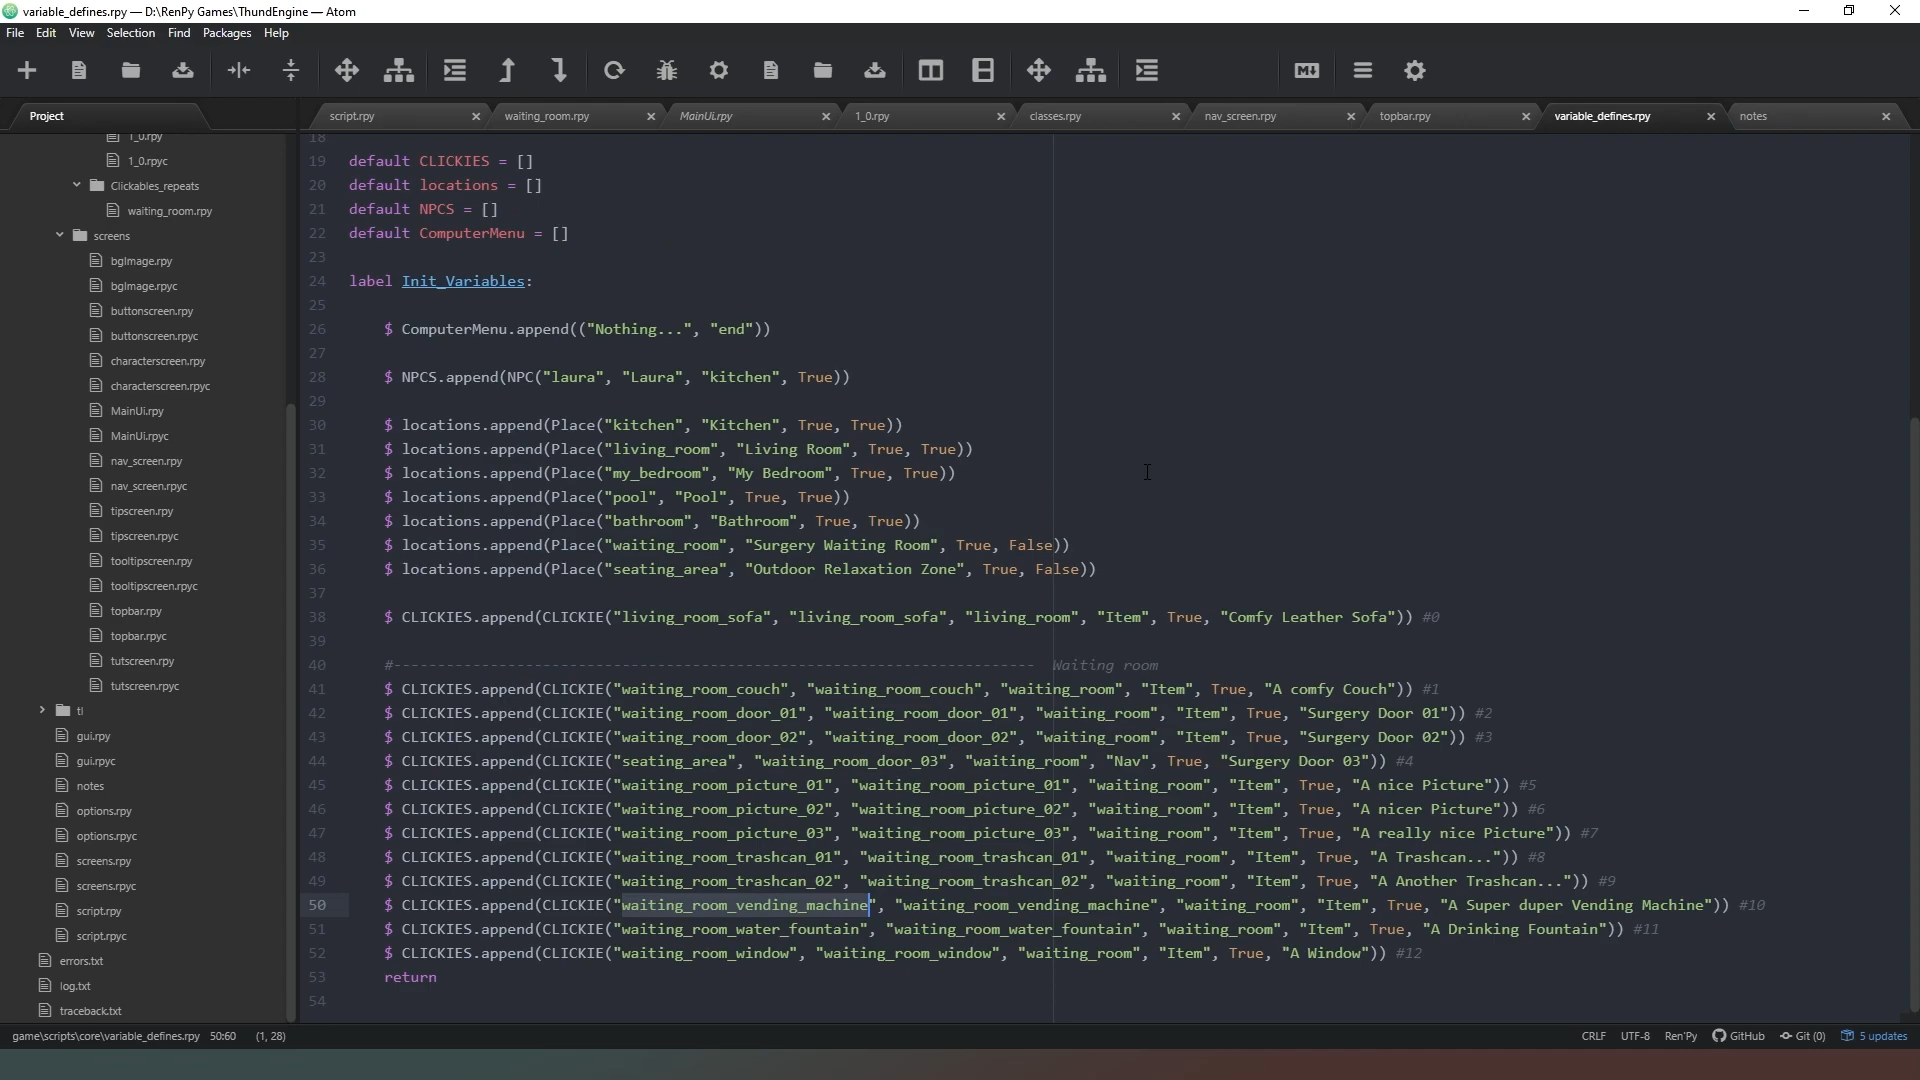 variable_defines.rpy — D:\RenPy Games\ThundEngine — Atom
File Edit View Selection Find Packages Help
Project
script.rpy
waiting_room.rpy
MainUi.rpy
1_0.rpy
classes.rpy
nav_screen.rpy
topbar.rpy
variable_defines.rpy
notes
1_0.rpy
1_0.rpyc
Clickables_repeats
waiting_room.rpy
screens
bgImage.rpy
bgImage.rpyc
buttonscreen.rpy
buttonscreen.rpyc
characterscreen.rpy
characterscreen.rpyc
MainUi.rpy
MainUi.rpyc
nav_screen.rpy
nav_screen.rpyc
tipscreen.rpy
tipscreen.rpyc
tooltipscreen.rpy
tooltipscreen.rpyc
topbar.rpy
topbar.rpyc
tutscreen.rpy
tutscreen.rpyc
tl
gui.rpy
gui.rpyc
notes
options.rpy
options.rpyc
screens.rpy
screens.rpyc
script.rpy
script.rpyc
errors.txt
log.txt
traceback.txt
18
19 default CLICKIES = []
20 default locations = []
21 default NPCS = []
22 default ComputerMenu = []
23
24 label Init_Variables:
25
26 $ ComputerMenu.append(("Nothing...", "end"))
27
28 $ NPCS.append(NPC("laura", "Laura", "kitchen", True))
29
30 $ locations.append(Place("kitchen", "Kitchen", True, True))
31 $ locations.append(Place("living_room", "Living Room", True, True))
32 $ locations.append(Place("my_bedroom", "My Bedroom", True, True))
33 $ locations.append(Place("pool", "Pool", True, True))
34 $ locations.append(Place("bathroom", "Bathroom", True, True))
35 $ locations.append(Place("waiting_room", "Surgery Waiting Room", True, False))
36 $ locations.append(Place("seating_area", "Outdoor Relaxation Zone", True, False))
37
38 $ CLICKIES.append(CLICKIE("living_room_sofa", "living_room_sofa", "living_room", "Item", True, "Comfy Leather Sofa")) #0
39
40 #------------------------------------------------------------------------- Waiting room
41 $ CLICKIES.append(CLICKIE("waiting_room_couch", "waiting_room_couch", "waiting_room", "Item", True, "A comfy Couch")) #1
42 $ CLICKIES.append(CLICKIE("waiting_room_door_01", "waiting_room_door_01", "waiting_room", "Item", True, "Surgery Door 01")) #2
43 $ CLICKIES.append(CLICKIE("waiting_room_door_02", "waiting_room_door_02", "waiting_room", "Item", True, "Surgery Door 02")) #3
44 $ CLICKIES.append(CLICKIE("seating_area", "waiting_room_door_03", "waiting_room", "Nav", True, "Surgery Door 03")) #4
45 $ CLICKIES.append(CLICKIE("waiting_room_picture_01", "waiting_room_picture_01", "waiting_room", "Item", True, "A nice Picture")) #5
46 $ CLICKIES.append(CLICKIE("waiting_room_picture_02", "waiting_room_picture_02", "waiting_room", "Item", True, "A nicer Picture")) #6
47 $ CLICKIES.append(CLICKIE("waiting_room_picture_03", "waiting_room_picture_03", "waiting_room", "Item", True, "A really nice Picture")) #7
48 $ CLICKIES.append(CLICKIE("waiting_room_trashcan_01", "waiting_room_trashcan_01", "waiting_room", "Item", True, "A Trashcan...")) #8
49 $ CLICKIES.append(CLICKIE("waiting_room_trashcan_02", "waiting_room_trashcan_02", "waiting_room", "Item", True, "A Another Trashcan...")) #9
50 $ CLICKIES.append(CLICKIE("waiting_room_vending_machine", "waiting_room_vending_machine", "waiting_room", "Item", True, "A Super duper Vending Machine")) #10
51 $ CLICKIES.append(CLICKIE("waiting_room_water_fountain", "waiting_room_water_fountain", "waiting_room", "Item", True, "A Drinking Fountain")) #11
52 $ CLICKIES.append(CLICKIE("waiting_room_window", "waiting_room_window", "waiting_room", "Item", True, "A Window")) #12
53 return
54
game\scripts\core\variable_defines.rpy 50:60 (1, 28)
CRLF UTF-8 Ren'Py GitHub Git (0) 5 updates